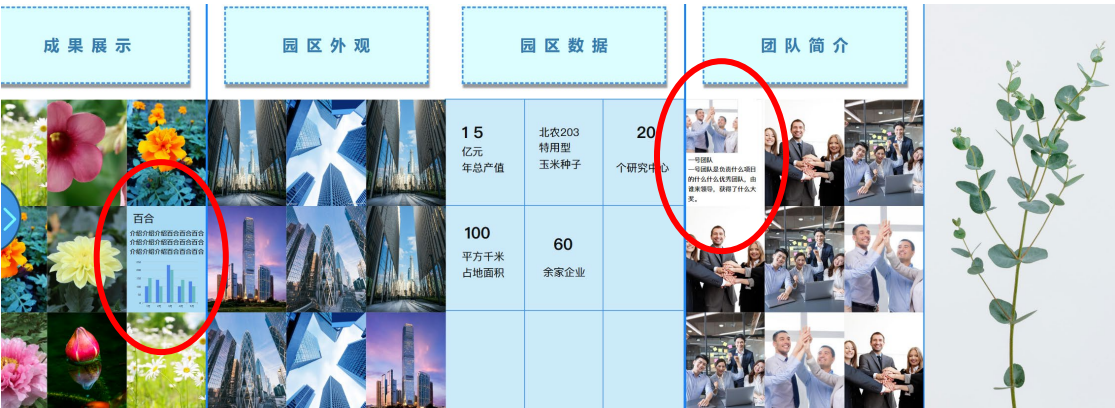 成果展示
园区外观
园区数据
团队简介
15
亿元
年总产值
北农203
特用型
玉米种子
20
个研究中心
一号团队
一号团队是负责什么项目
的什么什么优秀团队，由
谁来领导，获得了什么大
奖。
百合
介绍介绍介绍百合百合百合
介绍介绍介绍百合百合百合
介绍介绍介绍百合百合百合
100
平方千米
占地面积
60
余家企业